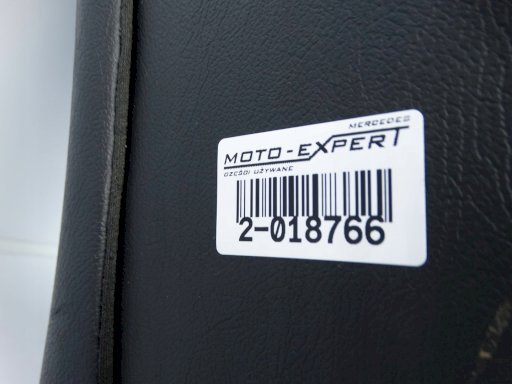 MERCEDES
MOTO-EXPERT
CZĘŚCI UŻYWANE
2-018766